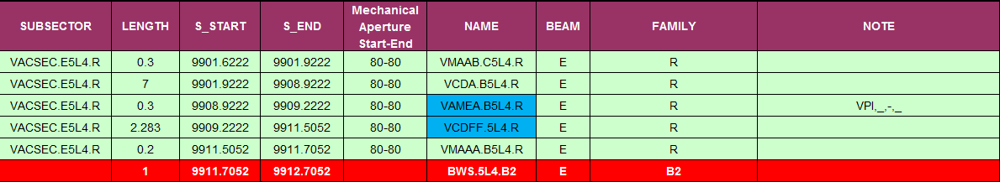 SUBSECTOR LENGTH S_START S_END Mechanical Aperture Start-End NAME BEAM FAMILY NOTE
VACSEC.E5L4.R 0.3 9901.6222 9901.9222 80-80 VMAAB.C5L4.R E R
VACSEC.E5L4.R 7 9901.9222 9908.9222 80-80 VCDA.B5L4.R E R
VACSEC.E5L4.R 0.3 9908.9222 9909.2222 80-80 VAMEA.B5L4.R E R VPI,_,-,_
VACSEC.E5L4.R 2.283 9909.2222 9911.5052 80-80 VCDFF.5L4.R E R
VACSEC.E5L4.R 0.2 9911.5052 9911.7052 80-80 VMAAA.B5L4.R E R
1 9911.7052 9912.7052 BWS.5L4.B2 E B2